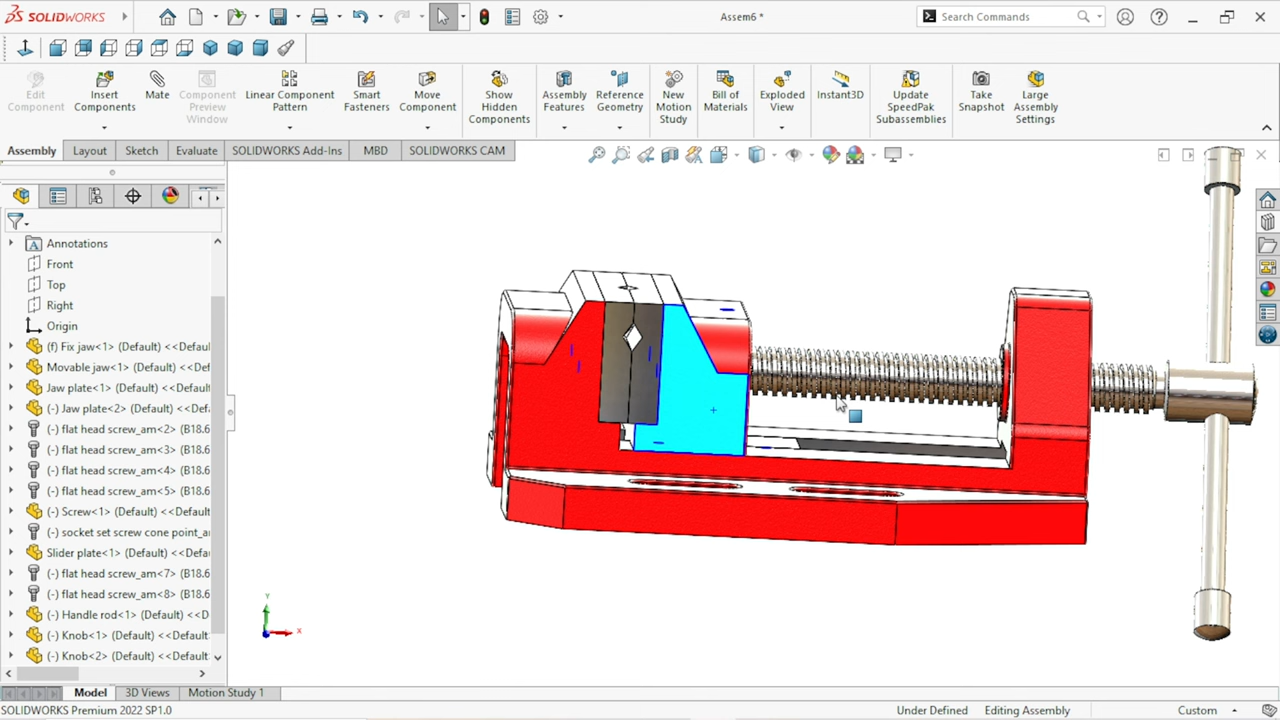 SOLIDWORKS
Assem6 *
Search Commands
Edit Component
Insert Components
Mate
Component Preview Window
Linear Component Pattern
Smart Fasteners
Move Component
Show Hidden Components
Assembly Features
Reference Geometry
New Motion Study
Bill of Materials
Exploded View
Instant3D
Update SpeedPak Subassemblies
Take Snapshot
Large Assembly Settings
Assembly
Layout
Sketch
Evaluate
SOLIDWORKS Add-Ins
MBD
SOLIDWORKS CAM
Annotations
Front
Top
Right
Origin
(f) Fix jaw<1> (Default) <<Defaul
Movable jaw<1> (Default) <<Def
Jaw plate<1> (Default) <<Default
(-) Jaw plate<2> (Default) <<Defa
(-) flat head screw_am<2> (B18.6
(-) flat head screw_am<3> (B18.6
(-) flat head screw_am<4> (B18.6
(-) flat head screw_am<5> (B18.6
(-) Screw<1> (Default) <<Default
(-) socket set screw cone point_a
Slider plate<1> (Default) <<Defau
(-) flat head screw_am<7> (B18.6
(-) flat head screw_am<8> (B18.6
(-) Handle rod<1> (Default) <<D
(-) Knob<1> (Default) <<Default
(-) Knob<2> (Default) <<Default
Y
X
Model
3D Views
Motion Study 1
SOLIDWORKS Premium 2022 SP1.0
Under Defined
Editing Assembly
Custom